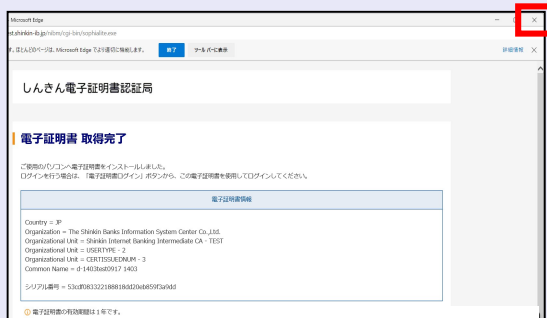 Microsoft Edge
est.shinkin-ib.jp/nibms/cgi-bin/sophialite.exe
す。ほとんどのページは、Microsoft Edge でより適切に機能します。 終了 ツール バーに表示 詳細情報
しんきん電子証明書認証局
電子証明書 取得完了
ご使用のパソコンへ電子証明書をインストールしました。
ログインを行う場合は、「電子証明書ログイン」ボタンから、この電子証明書を使用してログインしてください。
電子証明書情報
Country = JP
Organization = The Shinkin Banks Information System Center Co.,Ltd.
Organizational Unit = Shinkin Internet Banking Intermediate CA - TEST
Organizational Unit = USERTYPE - 2
Organizational Unit = CERTISSUEDNUM - 3
Common Name = d-1403test0917 1403
シリアル番号 = 53cdf083322188818dd20eb859f3a9dd
電子証明書の有効期間は１年です。